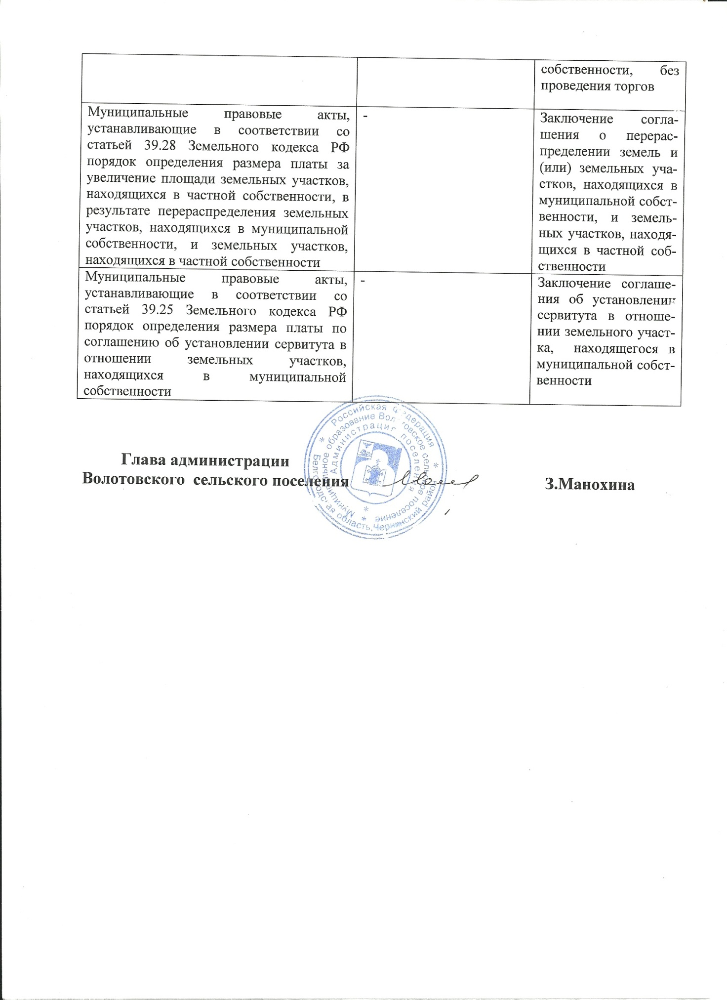 собственности, без
проведения торгов
Муниципальные правовые акты,
устанавливающие в соответствии со
статьей 39.28 Земельного кодекса РФ
порядок определения размера платы за
увеличение площади земельных участков,
находящихся в частной собственности, в
результате перераспределения земельных
участков, находящихся в муниципальной
собственности, и земельных участков,
находящихся в частной собственности
-
Заключение согла-
шения о перерас-
пределении земель и
(или) земельных уча-
стков, находящихся в
муниципальной собст-
венности, и земель-
ных участков, находя-
щихся в частной соб-
ственности
Муниципальные правовые акты,
устанавливающие в соответствии со
статьей 39.25 Земельного кодекса РФ
порядок определения размера платы по
соглашению об установлении сервитута в
отношении земельных участков,
находящихся в муниципальной
собственности
-
Заключение соглаше-
ния об установлении
сервитута в отноше-
нии земельного участ-
ка, находящегося в
муниципальной собст-
венности
Российская Федерация
Белгородская область, Чернянский район
Муниципальное образование Волотовское сельское поселение
Администрация поселения
Глава администрации
Волотовского сельского поселения
З.Манохина